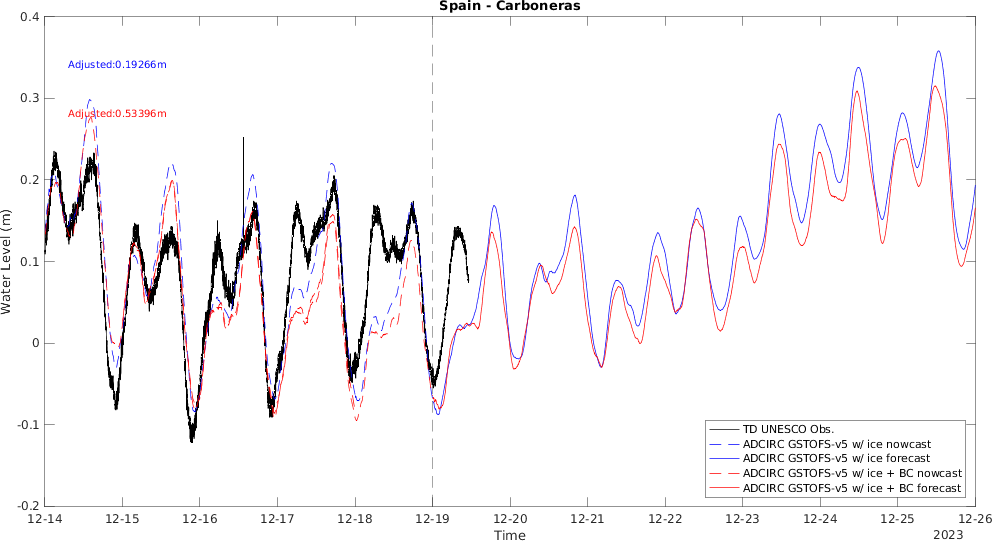 Spain - Carboneras
0.4
0.3
0.2
0.1
0
-0.1
-0.2
Water Level (m)
Adjusted:0.19266m
Adjusted:0.53396m
TD UNESCO Obs.
ADCIRC GSTOFS-v5 w/ ice nowcast
ADCIRC GSTOFS-v5 w/ ice forecast
ADCIRC GSTOFS-v5 w/ ice + BC nowcast
ADCIRC GSTOFS-v5 w/ ice + BC forecast
12-14 12-15 12-16 12-17 12-18 12-19 12-20 12-21 12-22 12-23 12-24 12-25 12-26
Time
2023